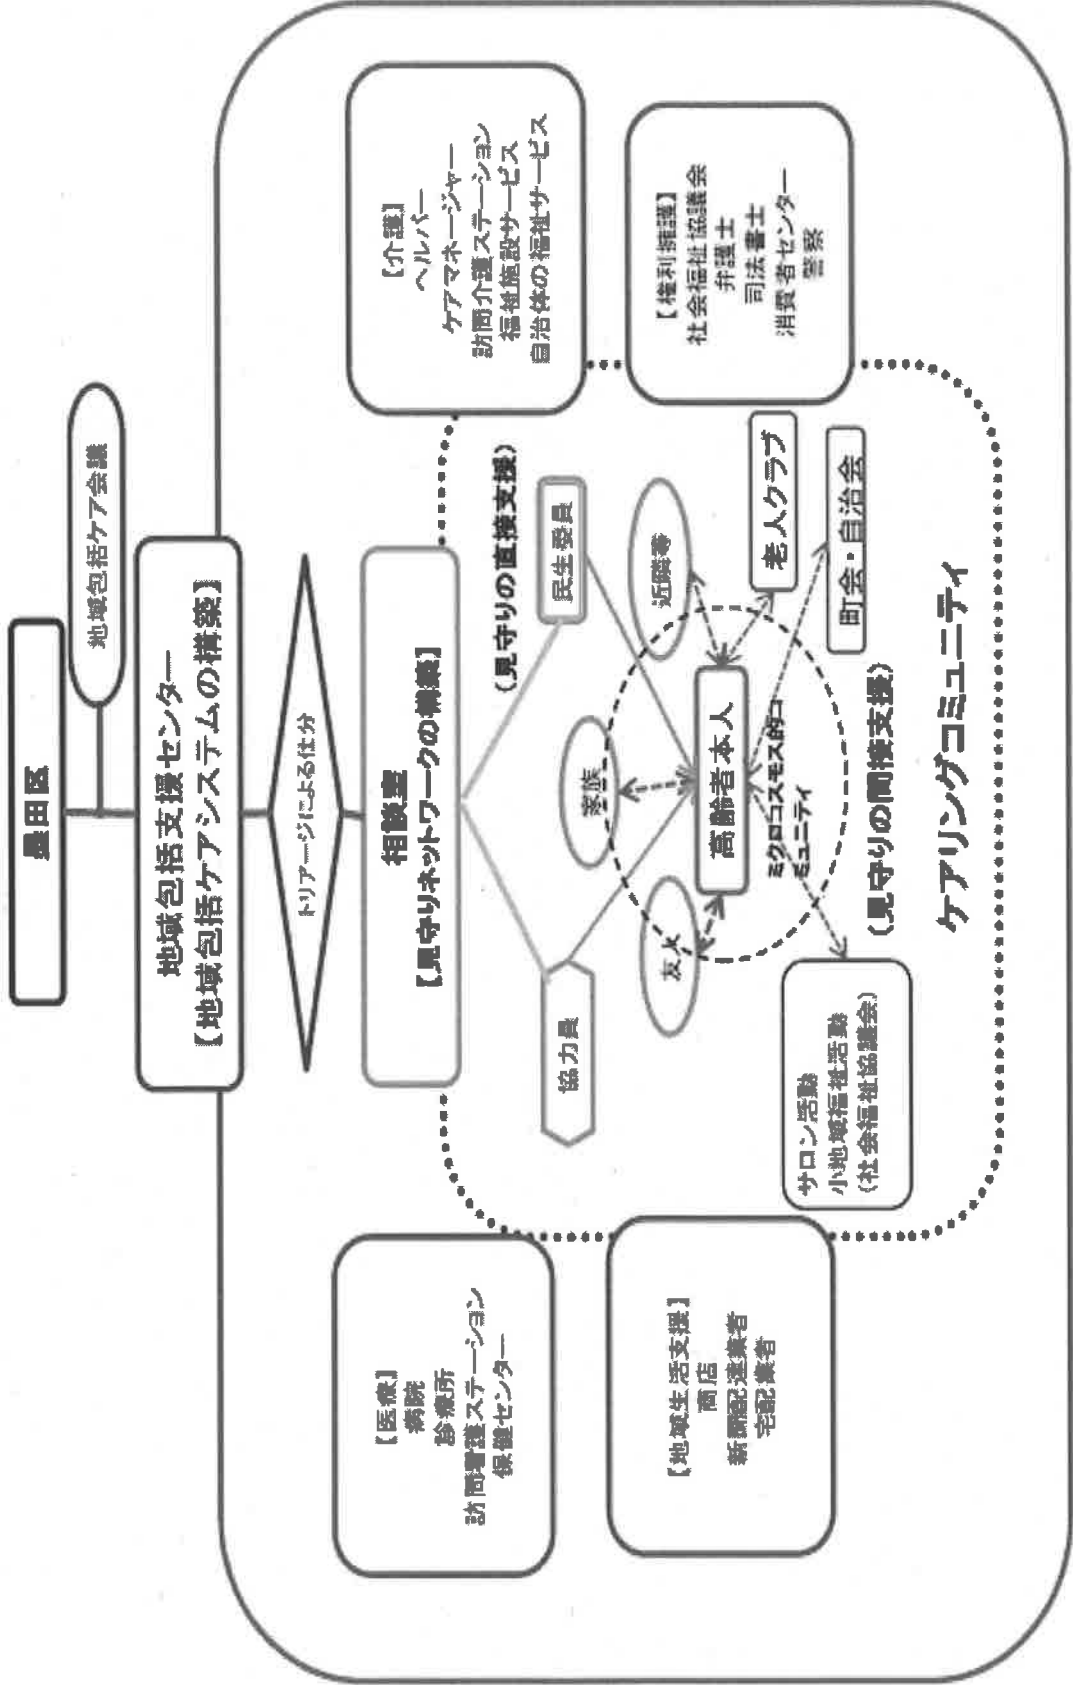 墨田区
地域包括ケア会議
地域包括支援センター
【地域包括ケアシステムの構築】
トリアージによる仕分
相談室
【見守りネットワークの構築】
【医療】
病院
診療所
訪問看護ステーション
保健センター
【介護】
ヘルパー
ケアマネージャー
訪問介護ステーション
福祉施設サービス
自治体の福祉サービス
（見守りの直接支援）
協力員
民生委員
家族
友人
近隣等
高齢者本人
ミクロコスモス的コ
ミュニティ
【地域生活支援】
商店
新聞配達業者
宅配業者
【権利擁護】
社会福祉協議会
弁護士
司法書士
消費者センター
警察
老人クラブ
町会・自治会
サロン活動
小地域福祉活動
（社会福祉協議会）
（見守りの間接支援）
ケアリングコミュニティ